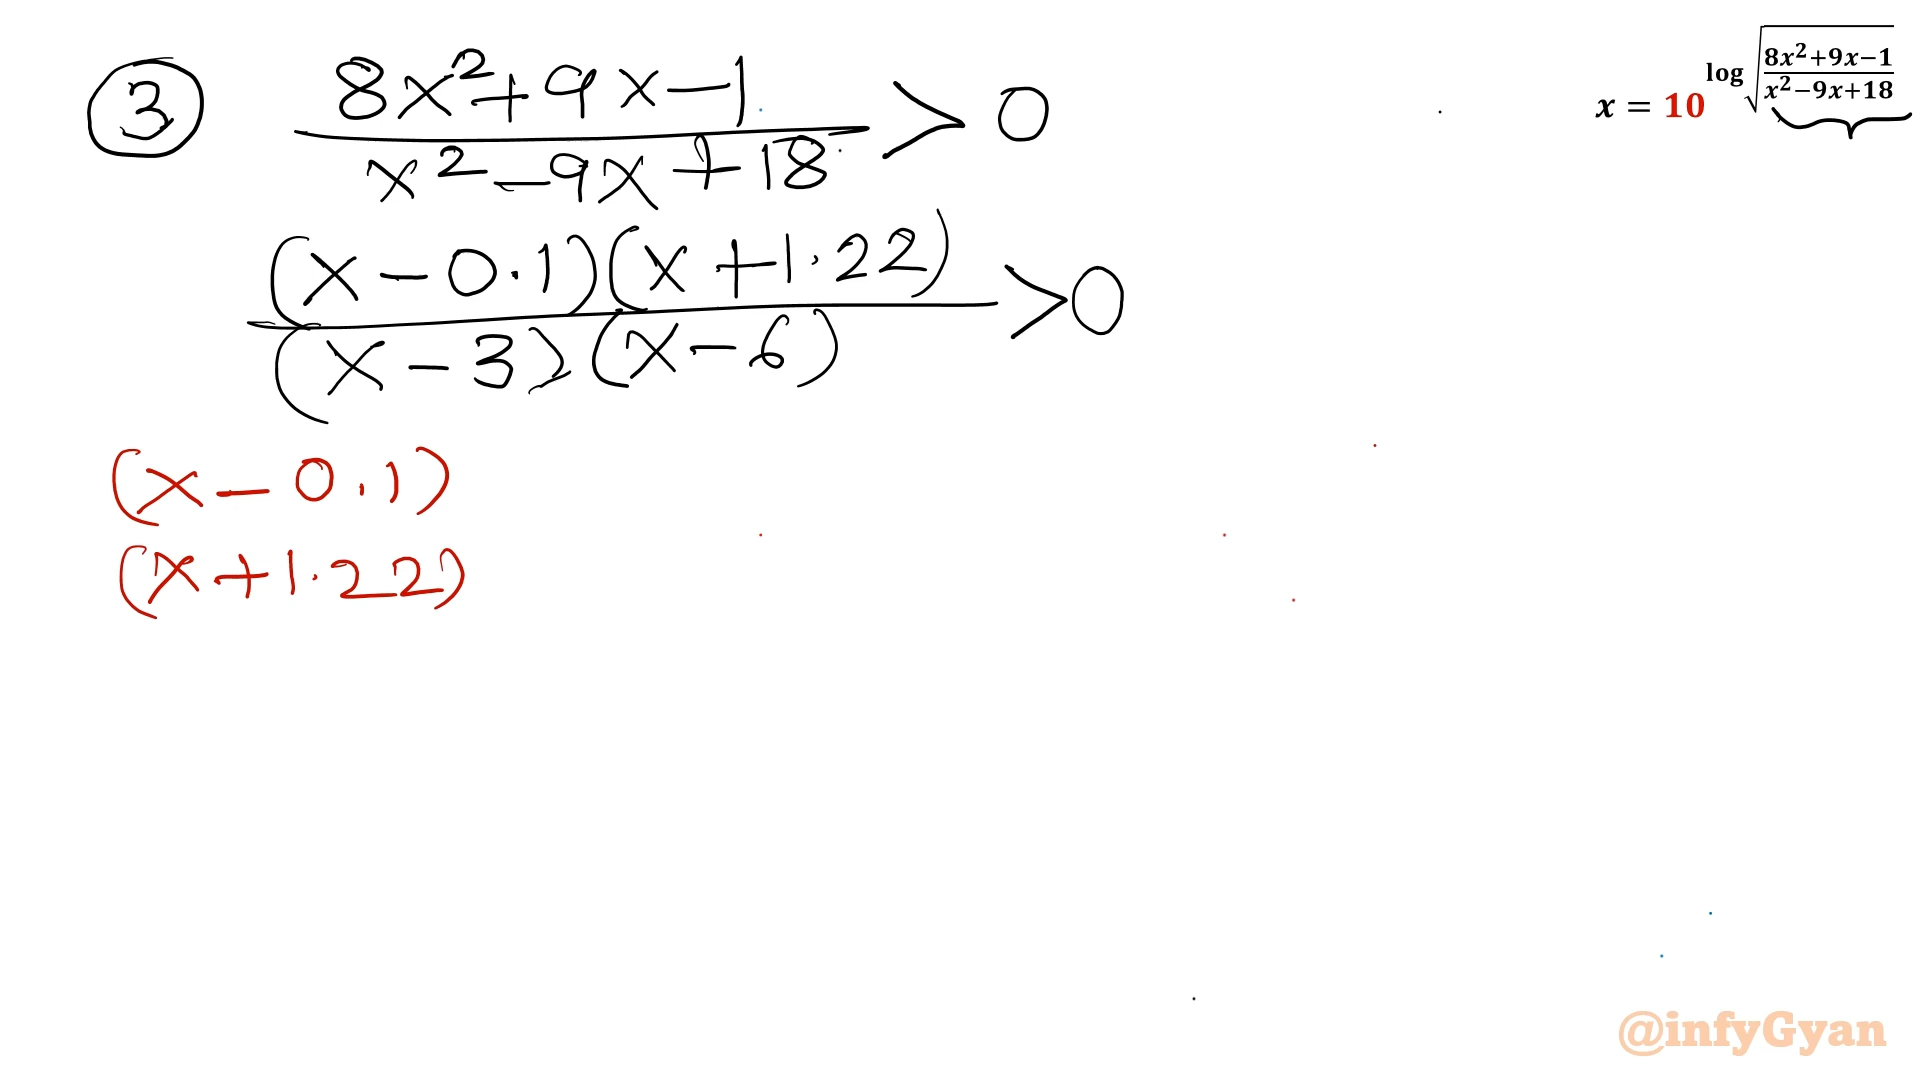 ③ (8x²+9x−1)/(x²−9x+18) > 0
x = 10^(log √((8x²+9x−1)/(x²−9x+18)))
((x−0.1)(x+1.22))/((x−3)(x−6)) > 0
(x−0.1)
(x+1.22)
@infyGyan